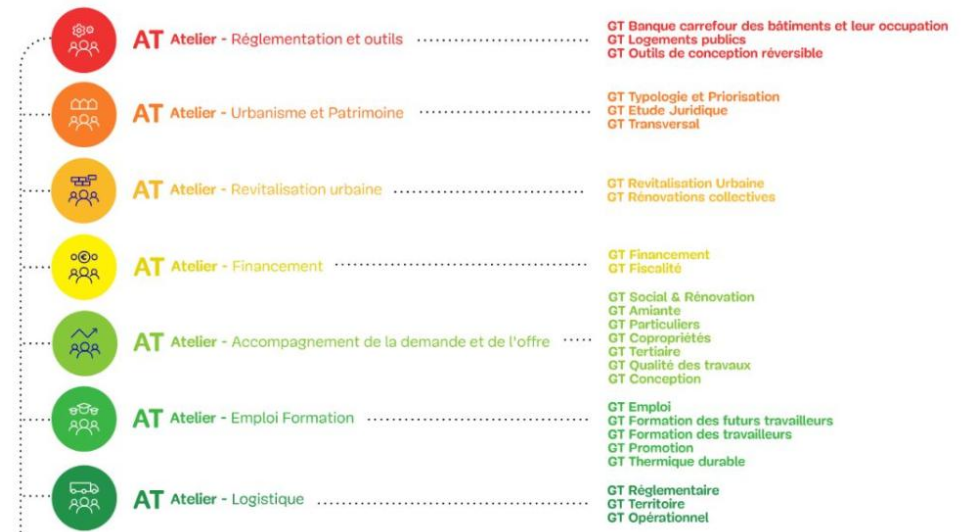 AT Atelier - Réglementation et outils
GT Banque carrefour des bâtiments et leur occupation
GT Logements publics
GT Outils de conception réversible
AT Atelier - Urbanisme et Patrimoine
GT Typologie et Priorisation
GT Etude Juridique
GT Transversal
AT Atelier - Revitalisation urbaine
GT Revitalisation Urbaine
GT Rénovations collectives
AT Atelier - Financement
GT Financement
GT Fiscalité
AT Atelier - Accompagnement de la demande et de l'offre
GT Social & Rénovation
GT Amiante
GT Particuliers
GT Copropriétés
GT Tertiaire
GT Qualité des travaux
GT Conception
AT Atelier - Emploi Formation
GT Emploi
GT Formation des futurs travailleurs
GT Formation des travailleurs
GT Promotion
GT Thermique durable
AT Atelier - Logistique
GT Réglementaire
GT Territoire
GT Opérationnel